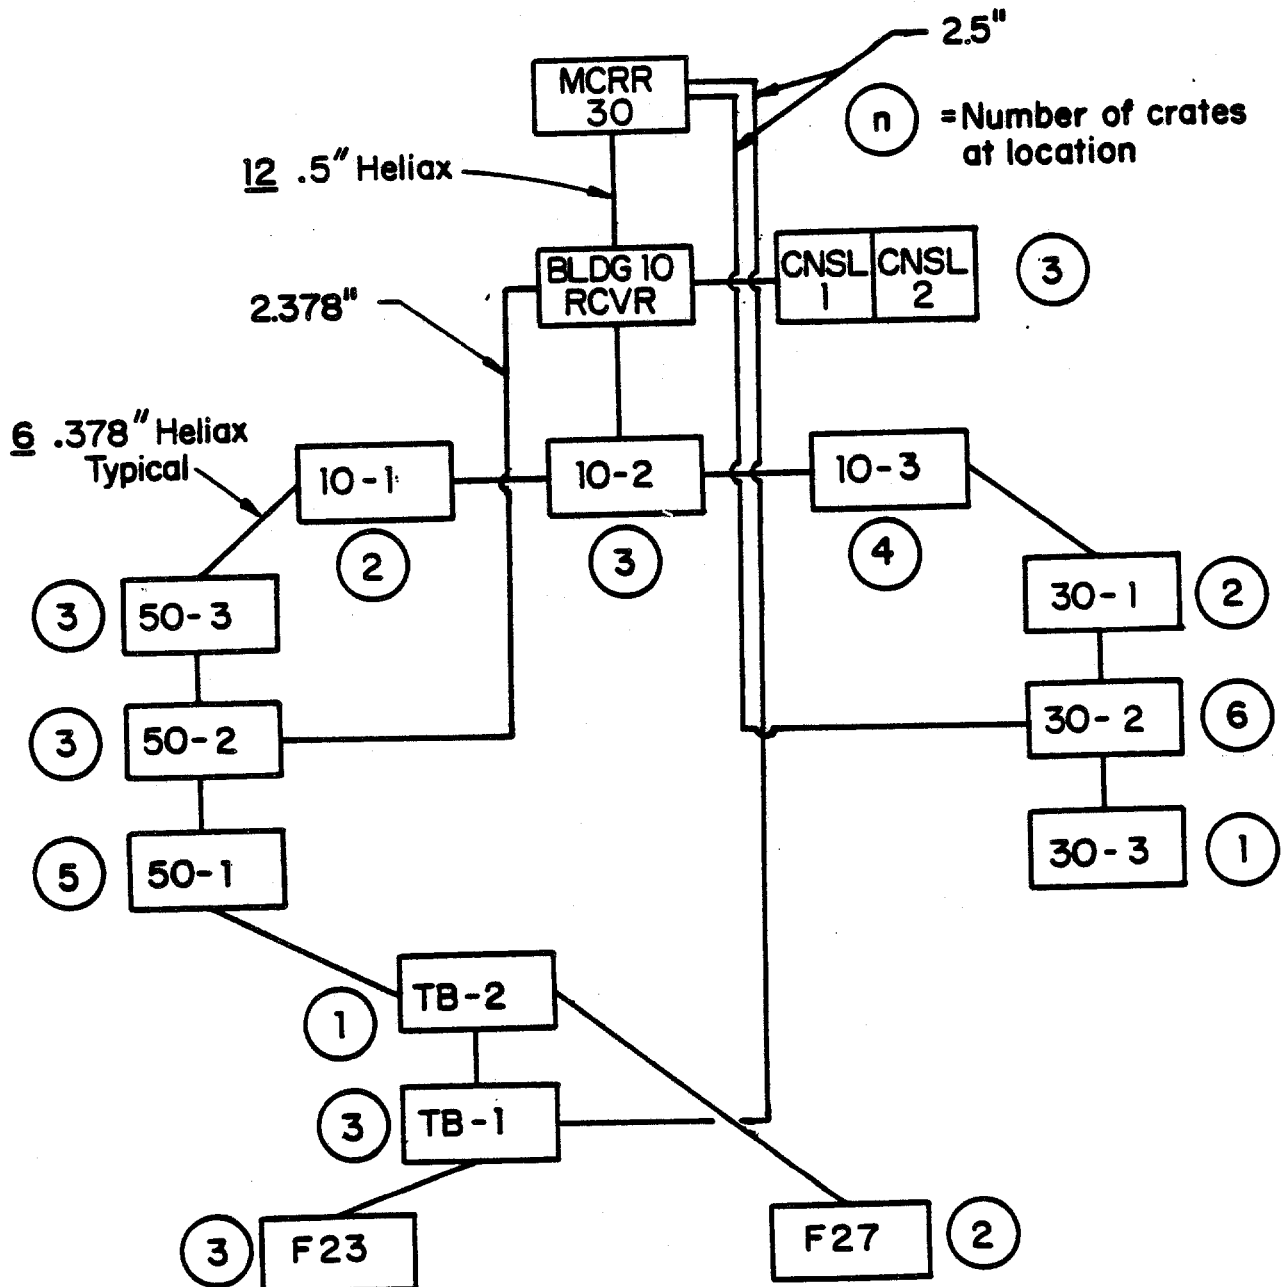 2.5"
MCRR
30
n
=Number of crates
at location
12 .5" Heliax
BLDG 10
RCVR
CNSL
1
CNSL
2
3
2.378"
6 .378" Heliax
Typical
10-1
10-2
10-3
2
3
4
3
50-3
30-1
2
3
50-2
30-2
6
5
50-1
30-3
1
TB-2
1
3
TB-1
3
F23
F27
2